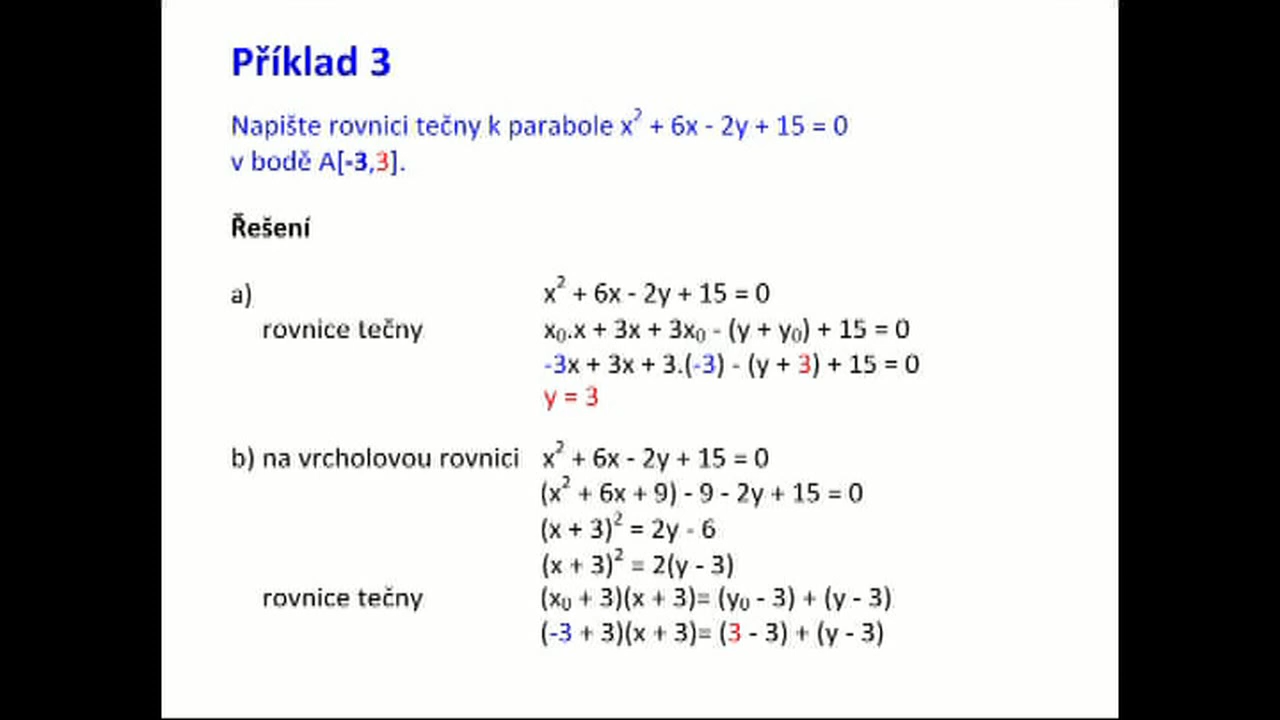 Příklad 3
Napište rovnici tečny k parabole x² + 6x - 2y + 15 = 0
v bodě A[-3,3].
Řešení
a) x² + 6x - 2y + 15 = 0
rovnice tečny x₀.x + 3x + 3x₀ - (y + y₀) + 15 = 0
-3x + 3x + 3.(-3) - (y + 3) + 15 = 0
y = 3
b) na vrcholovou rovnici x² + 6x - 2y + 15 = 0
(x² + 6x + 9) - 9 - 2y + 15 = 0
(x + 3)² = 2y - 6
(x + 3)² = 2(y - 3)
rovnice tečny (x₀ + 3)(x + 3)= (y₀ - 3) + (y - 3)
(-3 + 3)(x + 3)= (3 - 3) + (y - 3)